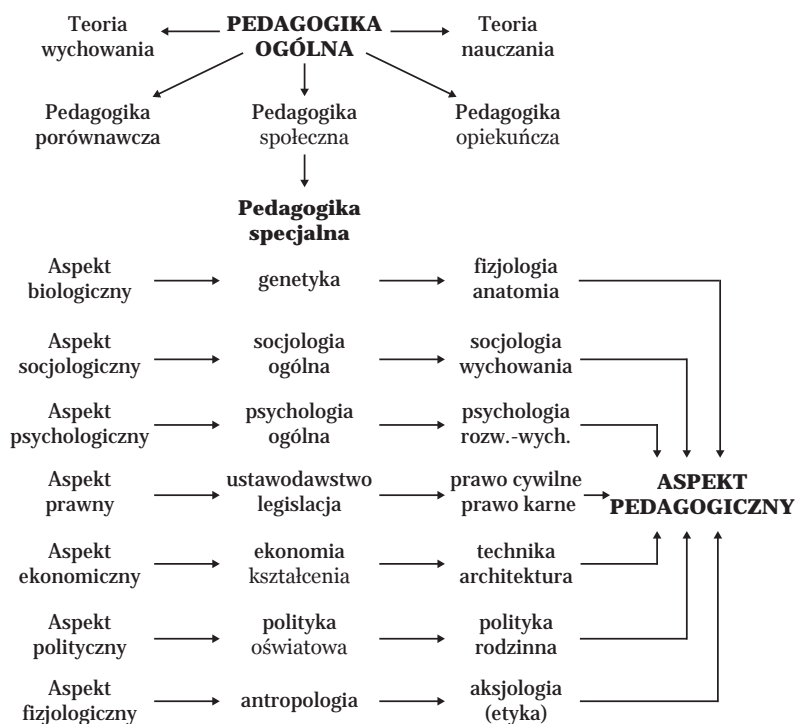 Teoria
wychowania
PEDAGOGIKA
OGÓLNA
Teoria
nauczania
Pedagogika
porównawcza
Pedagogika
społeczna
Pedagogika
opiekuńcza
Pedagogika
specjalna
Aspekt
biologiczny
genetyka
fizjologia
anatomia
Aspekt
socjologiczny
socjologia
ogólna
socjologia
wychowania
Aspekt
psychologiczny
psychologia
ogólna
psychologia
rozw.-wych.
Aspekt
prawny
ustawodawstwo
legislacja
prawo cywilne
prawo karne
ASPEKT
PEDAGOGICZNY
Aspekt
ekonomiczny
ekonomia
kształcenia
technika
architektura
Aspekt
polityczny
polityka
oświatowa
polityka
rodzinna
Aspekt
fizjologiczny
antropologia
aksjologia
(etyka)